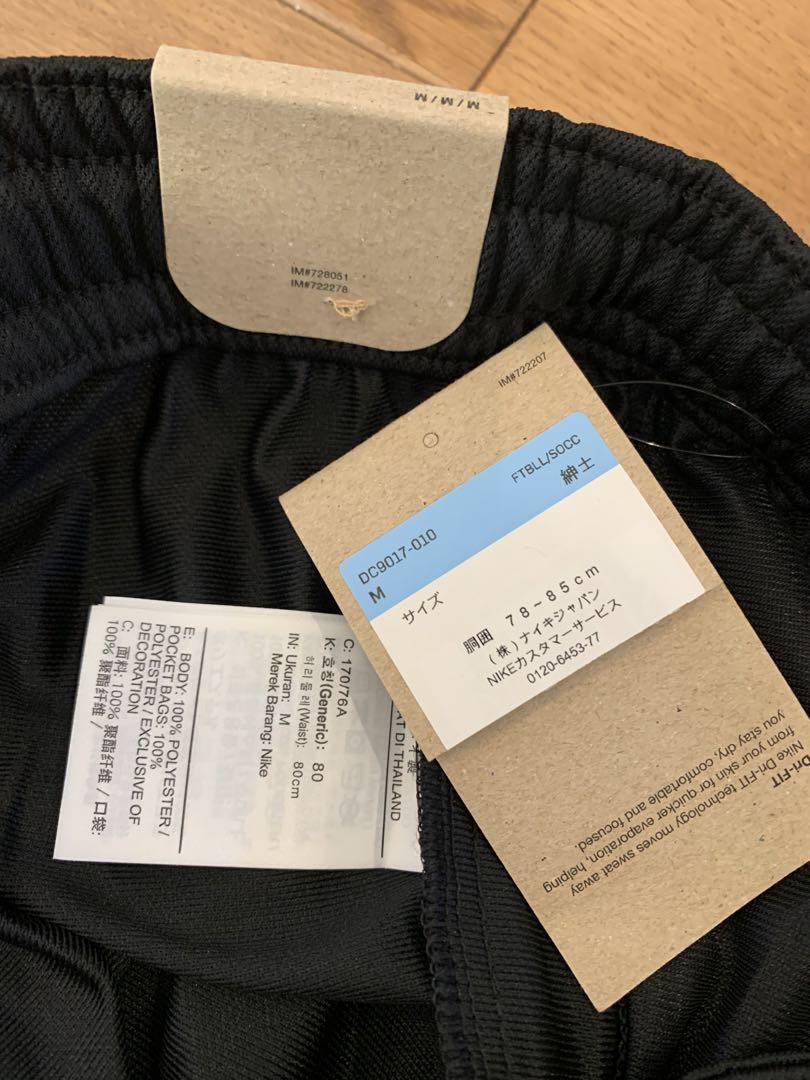 M/M/M
IM#728051
IM#722278
IM#722207
FTBLL/SOCC
紳士
DC9017-010
M
サイズ
胴囲 78-85cm
(株)ナイキジャパン
NIKEカスタマーサービス
0120-6453-77
Dri-FIT
Nike Dri-FIT technology moves sweat away
from your skin for quicker evaporation, helping
you stay dry, comfortable and focused.
AT DI THAILAND
C: 170/76A
K: 호칭(Generic): 80
허리둘레(Waist): 80cm
IN: Ukuran: M
Merek Barang: Nike
E: BODY: 100% POLYESTER /
POCKET BAGS: 100%
POLYESTER / EXCLUSIVE OF
DECORATION
C: 面料: 100% 聚酯纤维 / 口袋:
100% 聚酯纤维